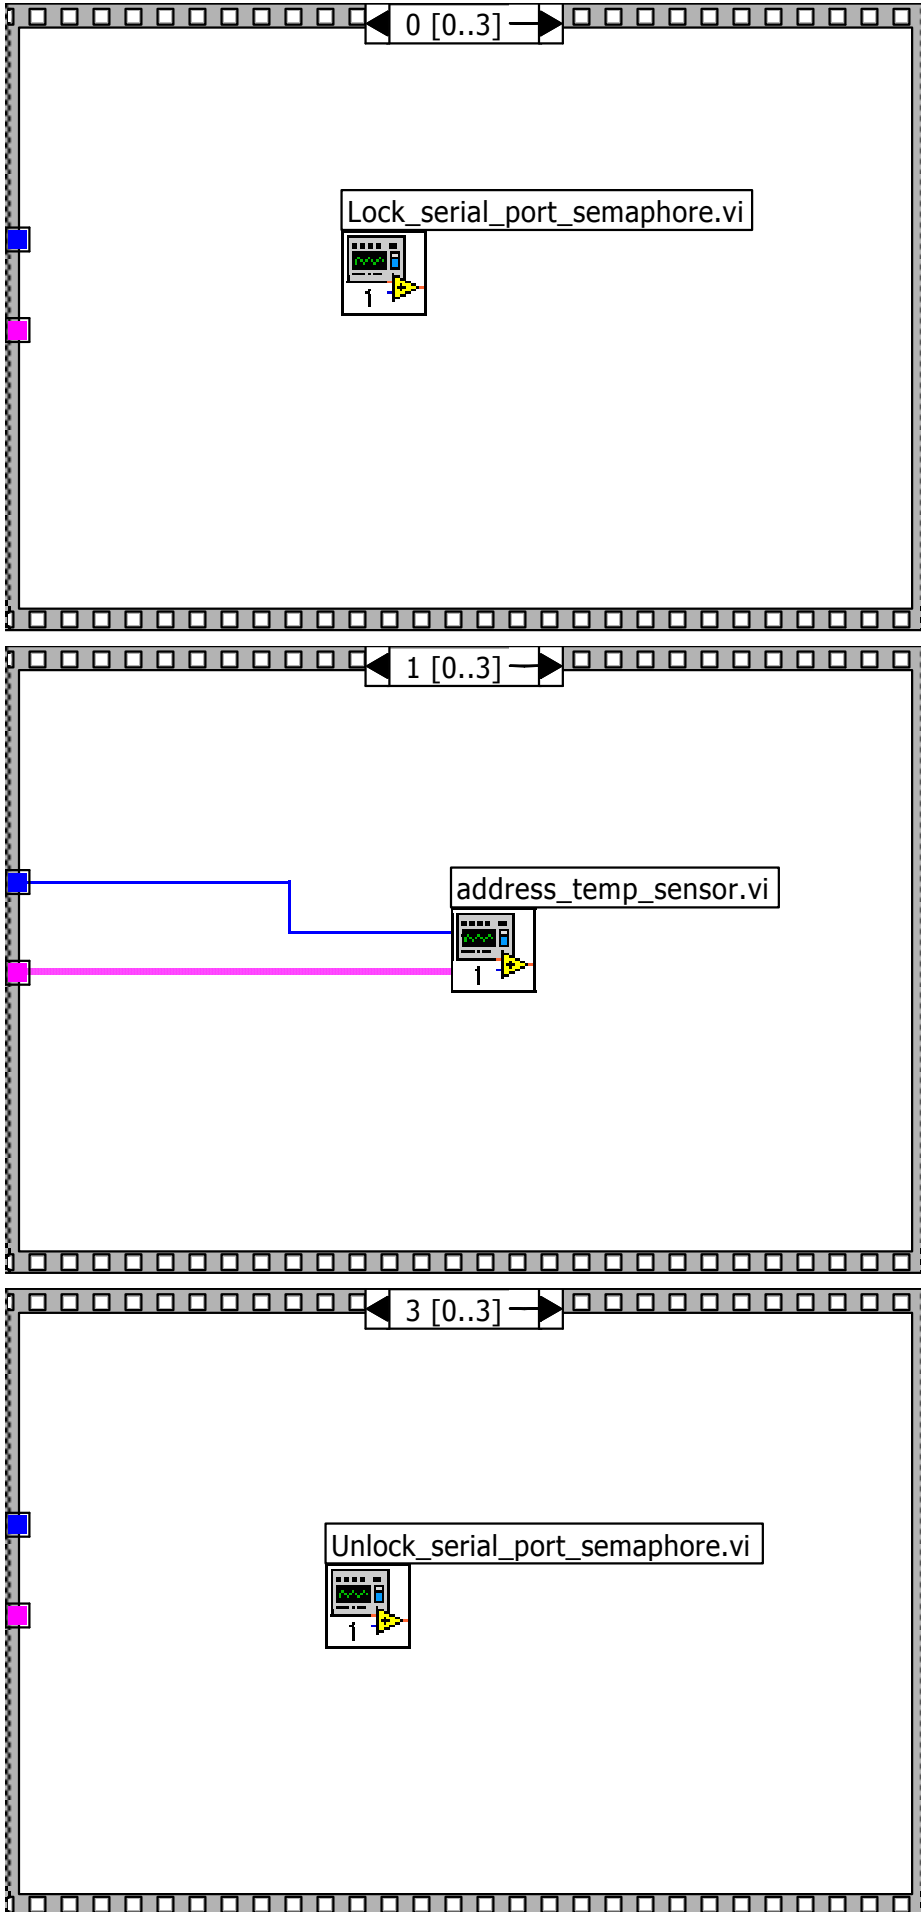 0 [0..3]
Lock_serial_port_semaphore.vi
1
1 [0..3]
address_temp_sensor.vi
1
3 [0..3]
Unlock_serial_port_semaphore.vi
1